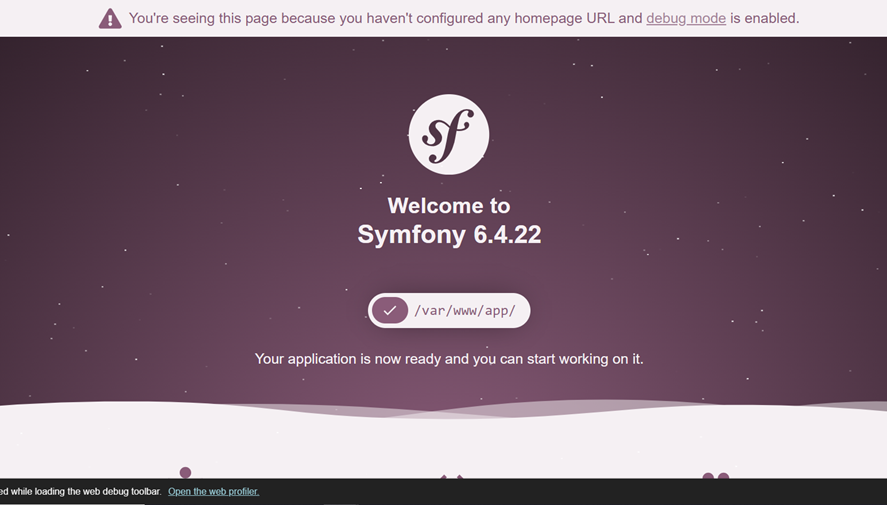 You're seeing this page because you haven't configured any homepage URL and debug mode is enabled.
sf
Welcome to
Symfony 6.4.22
/var/www/app/
Your application is now ready and you can start working on it.
ed while loading the web debug toolbar. Open the web profiler.